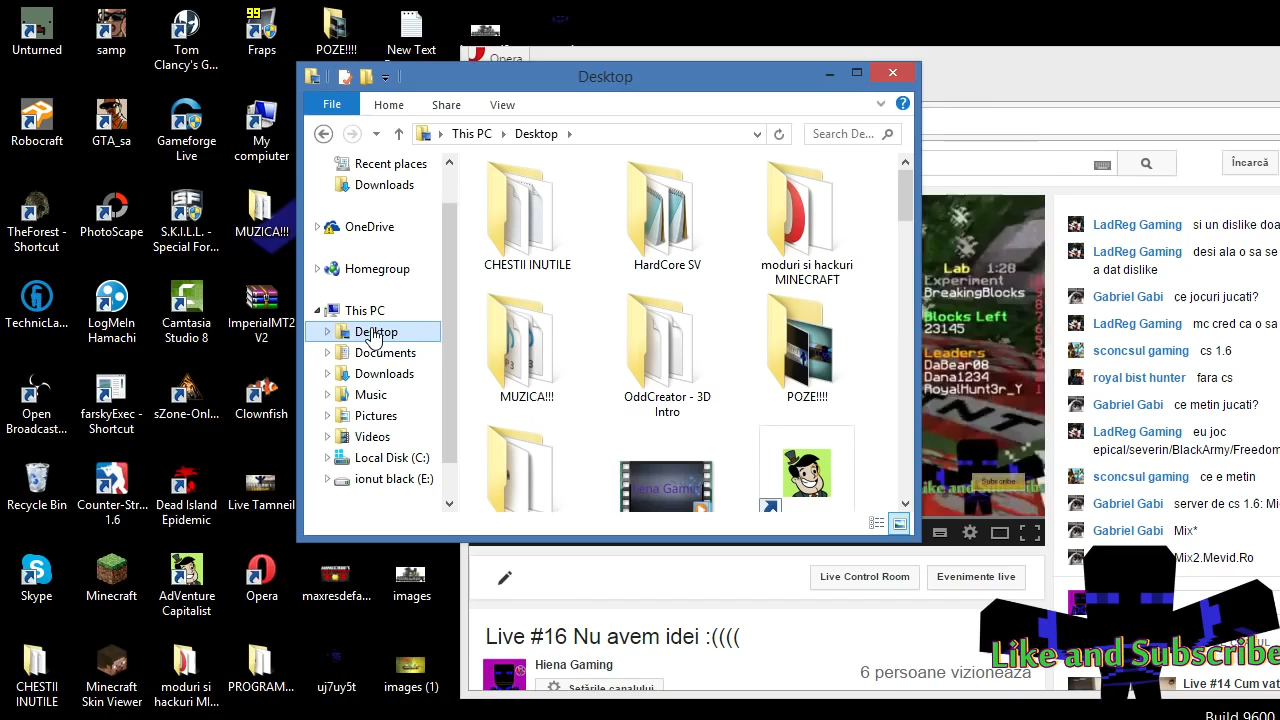 Unturned
samp
Tom
Clancy's G...
99
Fraps
POZE!!!!
New Text
Opera
Robocraft
GTA_sa
Gameforge
Live
My
computer
TheForest -
Shortcut
PhotoScape
S.K.I.L.L. -
Special For...
MUZICA!!!
TechnicLa...
LogMeIn
Hamachi
Camtasia
Studio 8
ImperialMT2
V2
Open
Broadcast...
farskyExec -
Shortcut
sZone-Onl...
Clownfish
Recycle Bin
Counter-Str...
1.6
Dead Island
Epidemic
Live Tamneil
Skype
Minecraft
AdVenture
Capitalist
Opera
maxresdefa...
images
CHESTII
INUTILE
Minecraft
Skin Viewer
moduri si
hackuri MI...
PROGRAM...
uj7uy5t
images (1)
Desktop
File
Home
Share
View
This PC
Desktop
Search De...
Recent places
Downloads
OneDrive
Homegroup
This PC
Desktop
Documents
Downloads
Music
Pictures
Videos
Local Disk (C:)
ionut black (E:)
CHESTII INUTILE
HardCore SV
moduri si hackuri
MINECRAFT
MUZICA!!!
OddCreator - 3D
Intro
POZE!!!!
Încarcă
Lab 1:28
Experiment
BreakingBlocks
Blocks Left
23145
Leaders
DaBear08
Dana1234
RoyalHunt3r_Y
Subscribe
LadReg Gaming si un dislike doa
LadReg Gaming desi ala o sa se
a dat dislike
Gabriel Gabi ce jocuri jucati?
LadReg Gaming mc cred ca o sa
sconcsul gaming cs 1.6
royal bist hunter fara cs
Gabriel Gabi ce metin jucati?
LadReg Gaming eu joc
epical/severin/BlackArmy/Freedom
sconcsul gaming ce e metin
Gabriel Gabi server de cs 1.6: Mi
Gabriel Gabi Mix*
Mix2.Mevid.Ro
Live Control Room
Evenimente live
Live #16 Nu avem idei :((((
Hiena Gaming
Setările canalului
6 persoane vizionează
Like and Subscribe
Live #14 Cum vat
Build 9600